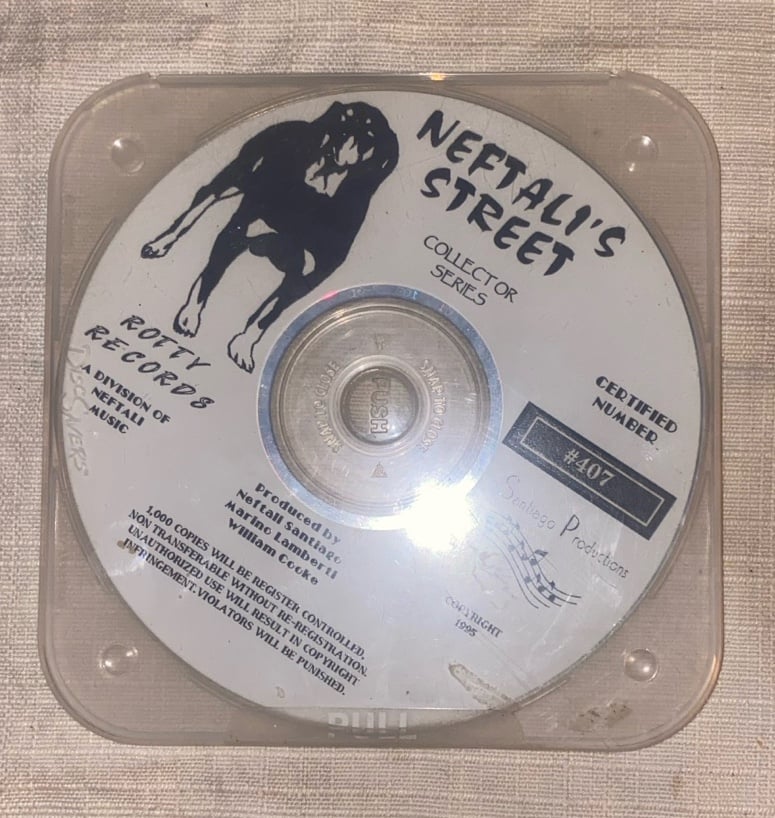 NEFTALI'S
STREET
COLLECTOR
SERIES
ROTTY
RECORDS
A DIVISION OF
NEFTALI
MUSIC
CERTIFIED
NUMBER
#407
Santiago Productions
COPYRIGHT
1995
Produced by
Neftali Santiago
Marino Lamberti
William Cooke
1,000 COPIES WILL BE REGISTER CONTROLLED.
NON TRANSFERABLE WITHOUT RE-REGISTRATION.
UNAUTHORIZED USE WILL RESULT IN COPYRIGHT
INFRINGEMENT. VIOLATORS WILL BE PUNISHED.
PUSH
SNAP TO CLOSE
SNAP TO CLOSE
PULL